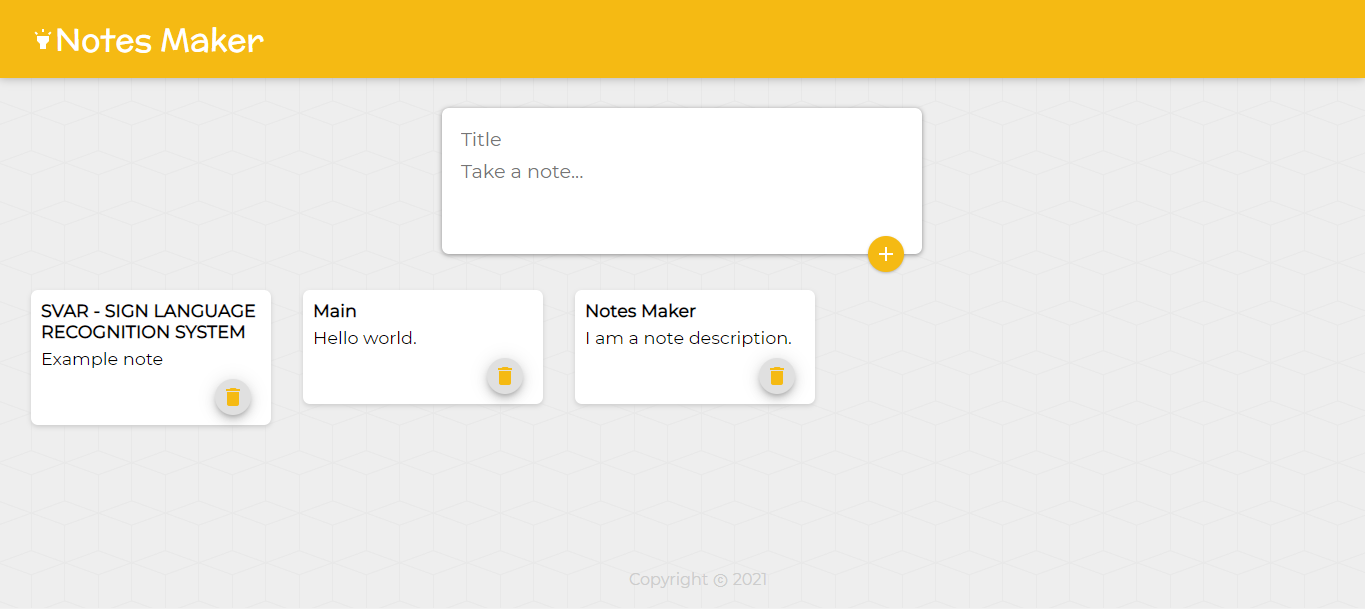 Notes Maker
Title
Take a note...
SVAR - SIGN LANGUAGE
RECOGNITION SYSTEM
Example note
Main
Hello world.
Notes Maker
I am a note description.
Copyright © 2021